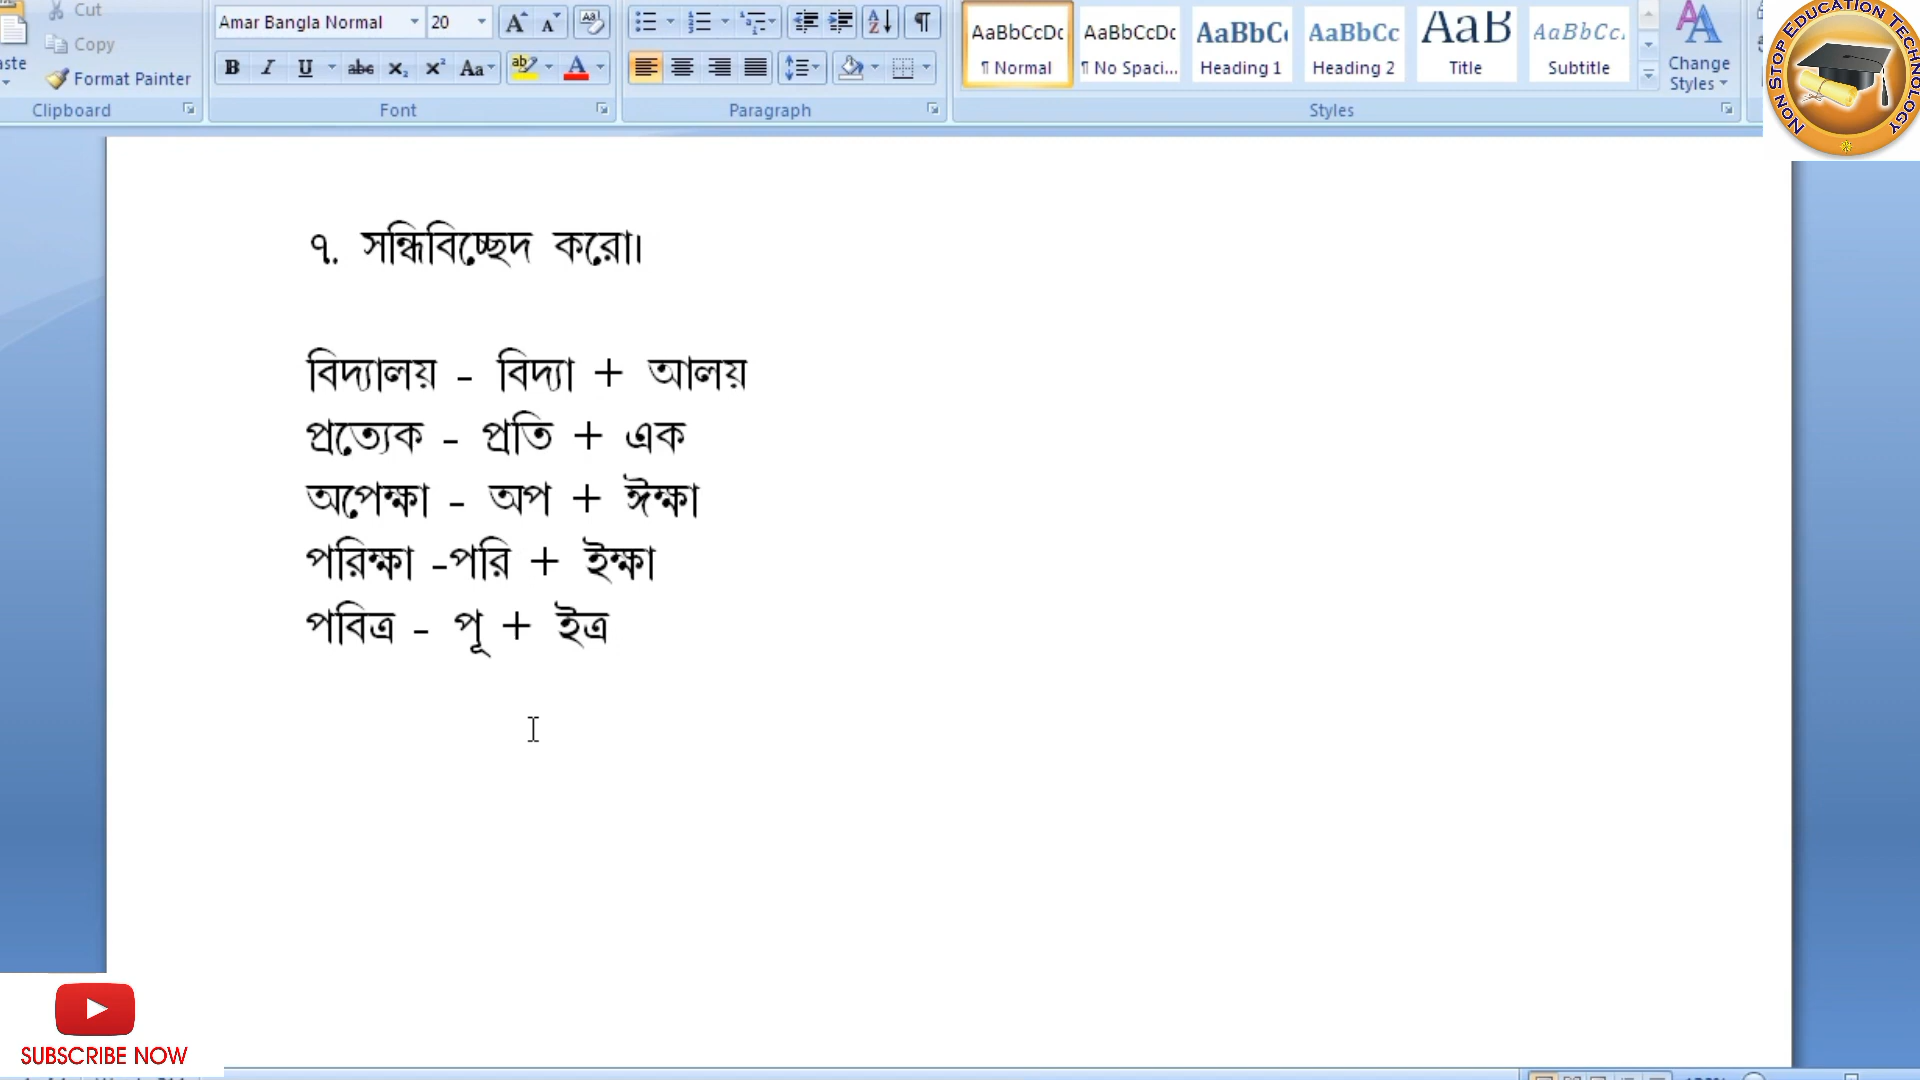 Cut
Copy
Format Painter
Clipboard
Amar Bangla Normal 20
Font
Paragraph
AaBbCcDc AaBbCcDc AaBbC AaBbCc AaB AaBbCc.
¶ Normal ¶ No Spaci... Heading 1 Heading 2 Title Subtitle
Change Styles
Styles
NON STOP EDUCATION TECHNOLOGY
৭. সন্ধিবিচ্ছেদ করো।
বিদ্যালয় - বিদ্যা + আলয়
প্রত্যেক - প্রতি + এক
অপেক্ষা - অপ + ঈক্ষা
পরিক্ষা -পরি + ইক্ষা
পবিত্র - পূ + ইত্র
SUBSCRIBE NOW